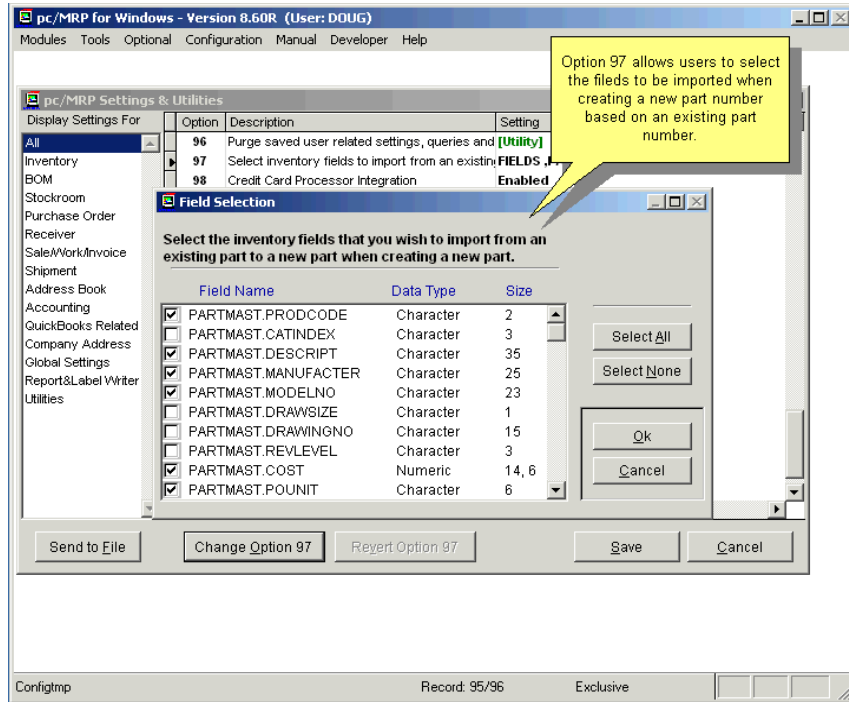 pc/MRP for Windows - Version 8.60R (User: DOUG)
Modules Tools Optional Configuration Manual Developer Help
Option 97 allows users to select
the fileds to be imported when
creating a new part number
based on an existing part
number.
pc/MRP Settings & Utilities
Display Settings For
Option Description Setting
All
Inventory
BOM
Stockroom
Purchase Order
Receiver
Sale/Work/Invoice
Shipment
Address Book
Accounting
QuickBooks Related
Company Address
Global Settings
Report&Label Writer
Utilities
96 Purge saved user related settings, queries and [Utility]
97 Select inventory fields to import from an existin FIELDS
98 Credit Card Processor Integration Enabled
Field Selection
Select the inventory fields that you wish to import from an
existing part to a new part when creating a new part.
Field Name Data Type Size
PARTMAST.PRODCODE Character 2
PARTMAST.CATINDEX Character 3
PARTMAST.DESCRIPT Character 35
PARTMAST.MANUFACTER Character 25
PARTMAST.MODELNO Character 23
PARTMAST.DRAWSIZE Character 1
PARTMAST.DRAWINGNO Character 15
PARTMAST.REVLEVEL Character 3
PARTMAST.COST Numeric 14, 6
PARTMAST.POUNIT Character 6
Select All
Select None
Ok
Cancel
Send to File
Change Option 97
Revert Option 97
Save
Cancel
Configtmp Record: 95/96 Exclusive